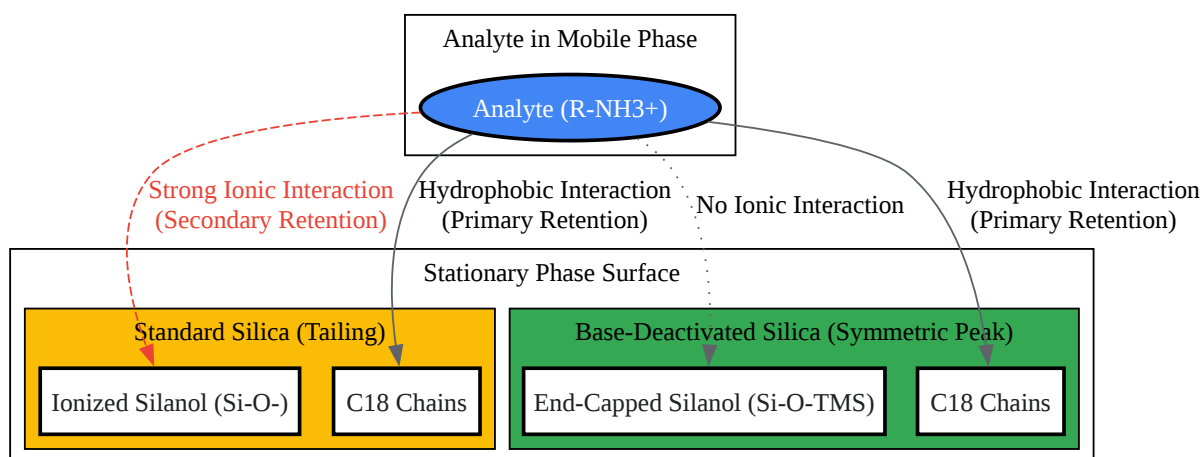 Analyte in Mobile Phase
Analyte (R-NH3+)
Strong Ionic Interaction
(Secondary Retention)
Hydrophobic Interaction
(Primary Retention)
No Ionic Interaction
Hydrophobic Interaction
(Primary Retention)
Stationary Phase Surface
Standard Silica (Tailing)
Base-Deactivated Silica (Symmetric Peak)
Ionized Silanol (Si-O-)
C18 Chains
End-Capped Silanol (Si-O-TMS)
C18 Chains